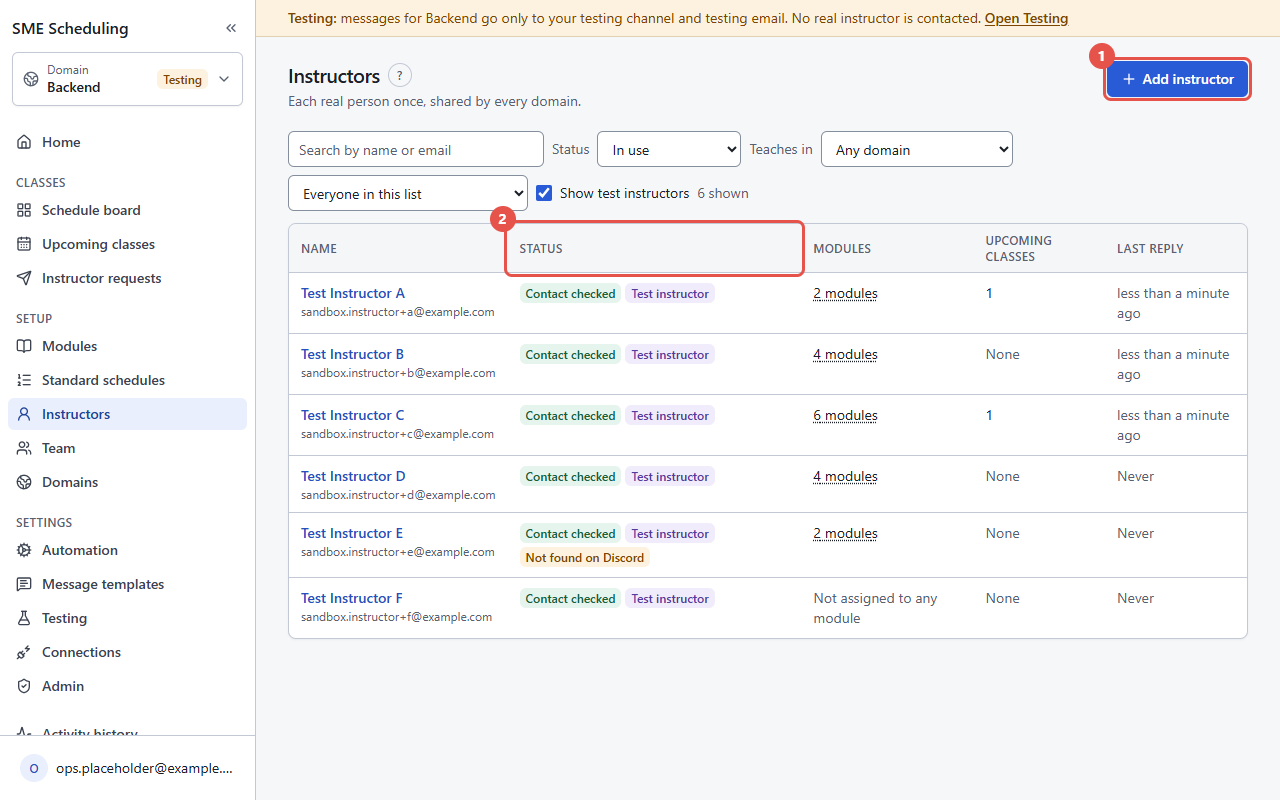 SME Scheduling
Domain
Backend
Testing
Home
CLASSES
Schedule board
Upcoming classes
Instructor requests
SETUP
Modules
Standard schedules
Instructors
Team
Domains
SETTINGS
Automation
Message templates
Testing
Connections
Admin
Activity history
O
ops.placeholder@example....
Testing: messages for Backend go only to your testing channel and testing email. No real instructor is contacted. Open Testing
Instructors ?
Each real person once, shared by every domain.
1
+ Add instructor
Search by name or email
Status
In use
Teaches in
Any domain
Everyone in this list
Show test instructors
6 shown
2
NAME STATUS MODULES UPCOMING CLASSES LAST REPLY
Test Instructor A Contact checked Test instructor 2 modules 1 less than a minute ago
sandbox.instructor+a@example.com
Test Instructor B Contact checked Test instructor 4 modules None less than a minute ago
sandbox.instructor+b@example.com
Test Instructor C Contact checked Test instructor 6 modules 1 less than a minute ago
sandbox.instructor+c@example.com
Test Instructor D Contact checked Test instructor 4 modules None Never
sandbox.instructor+d@example.com
Test Instructor E Contact checked Test instructor 2 modules None Never
sandbox.instructor+e@example.com
Not found on Discord
Test Instructor F Contact checked Test instructor Not assigned to any module None Never
sandbox.instructor+f@example.com